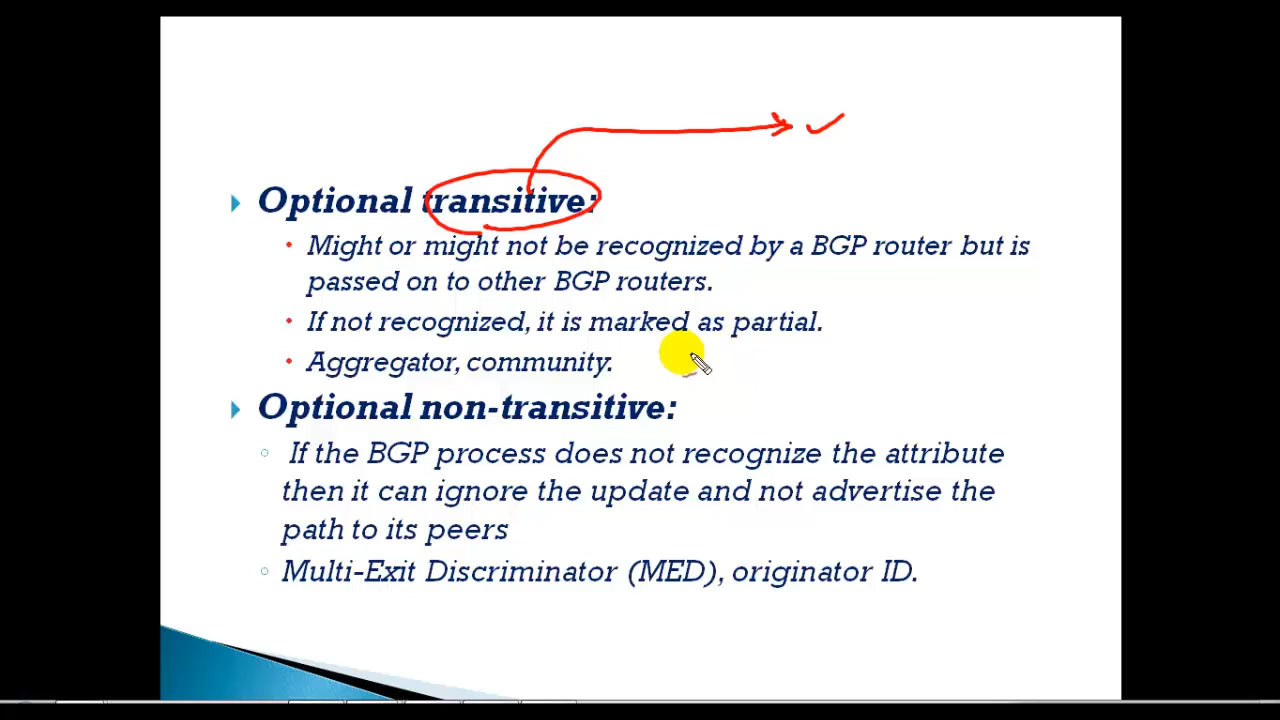 Optional transitive:
Might or might not be recognized by a BGP router but is
passed on to other BGP routers.
If not recognized, it is marked as partial.
Aggregator, community.
Optional non-transitive:
If the BGP process does not recognize the attribute
then it can ignore the update and not advertise the
path to its peers
Multi-Exit Discriminator (MED), originator ID.